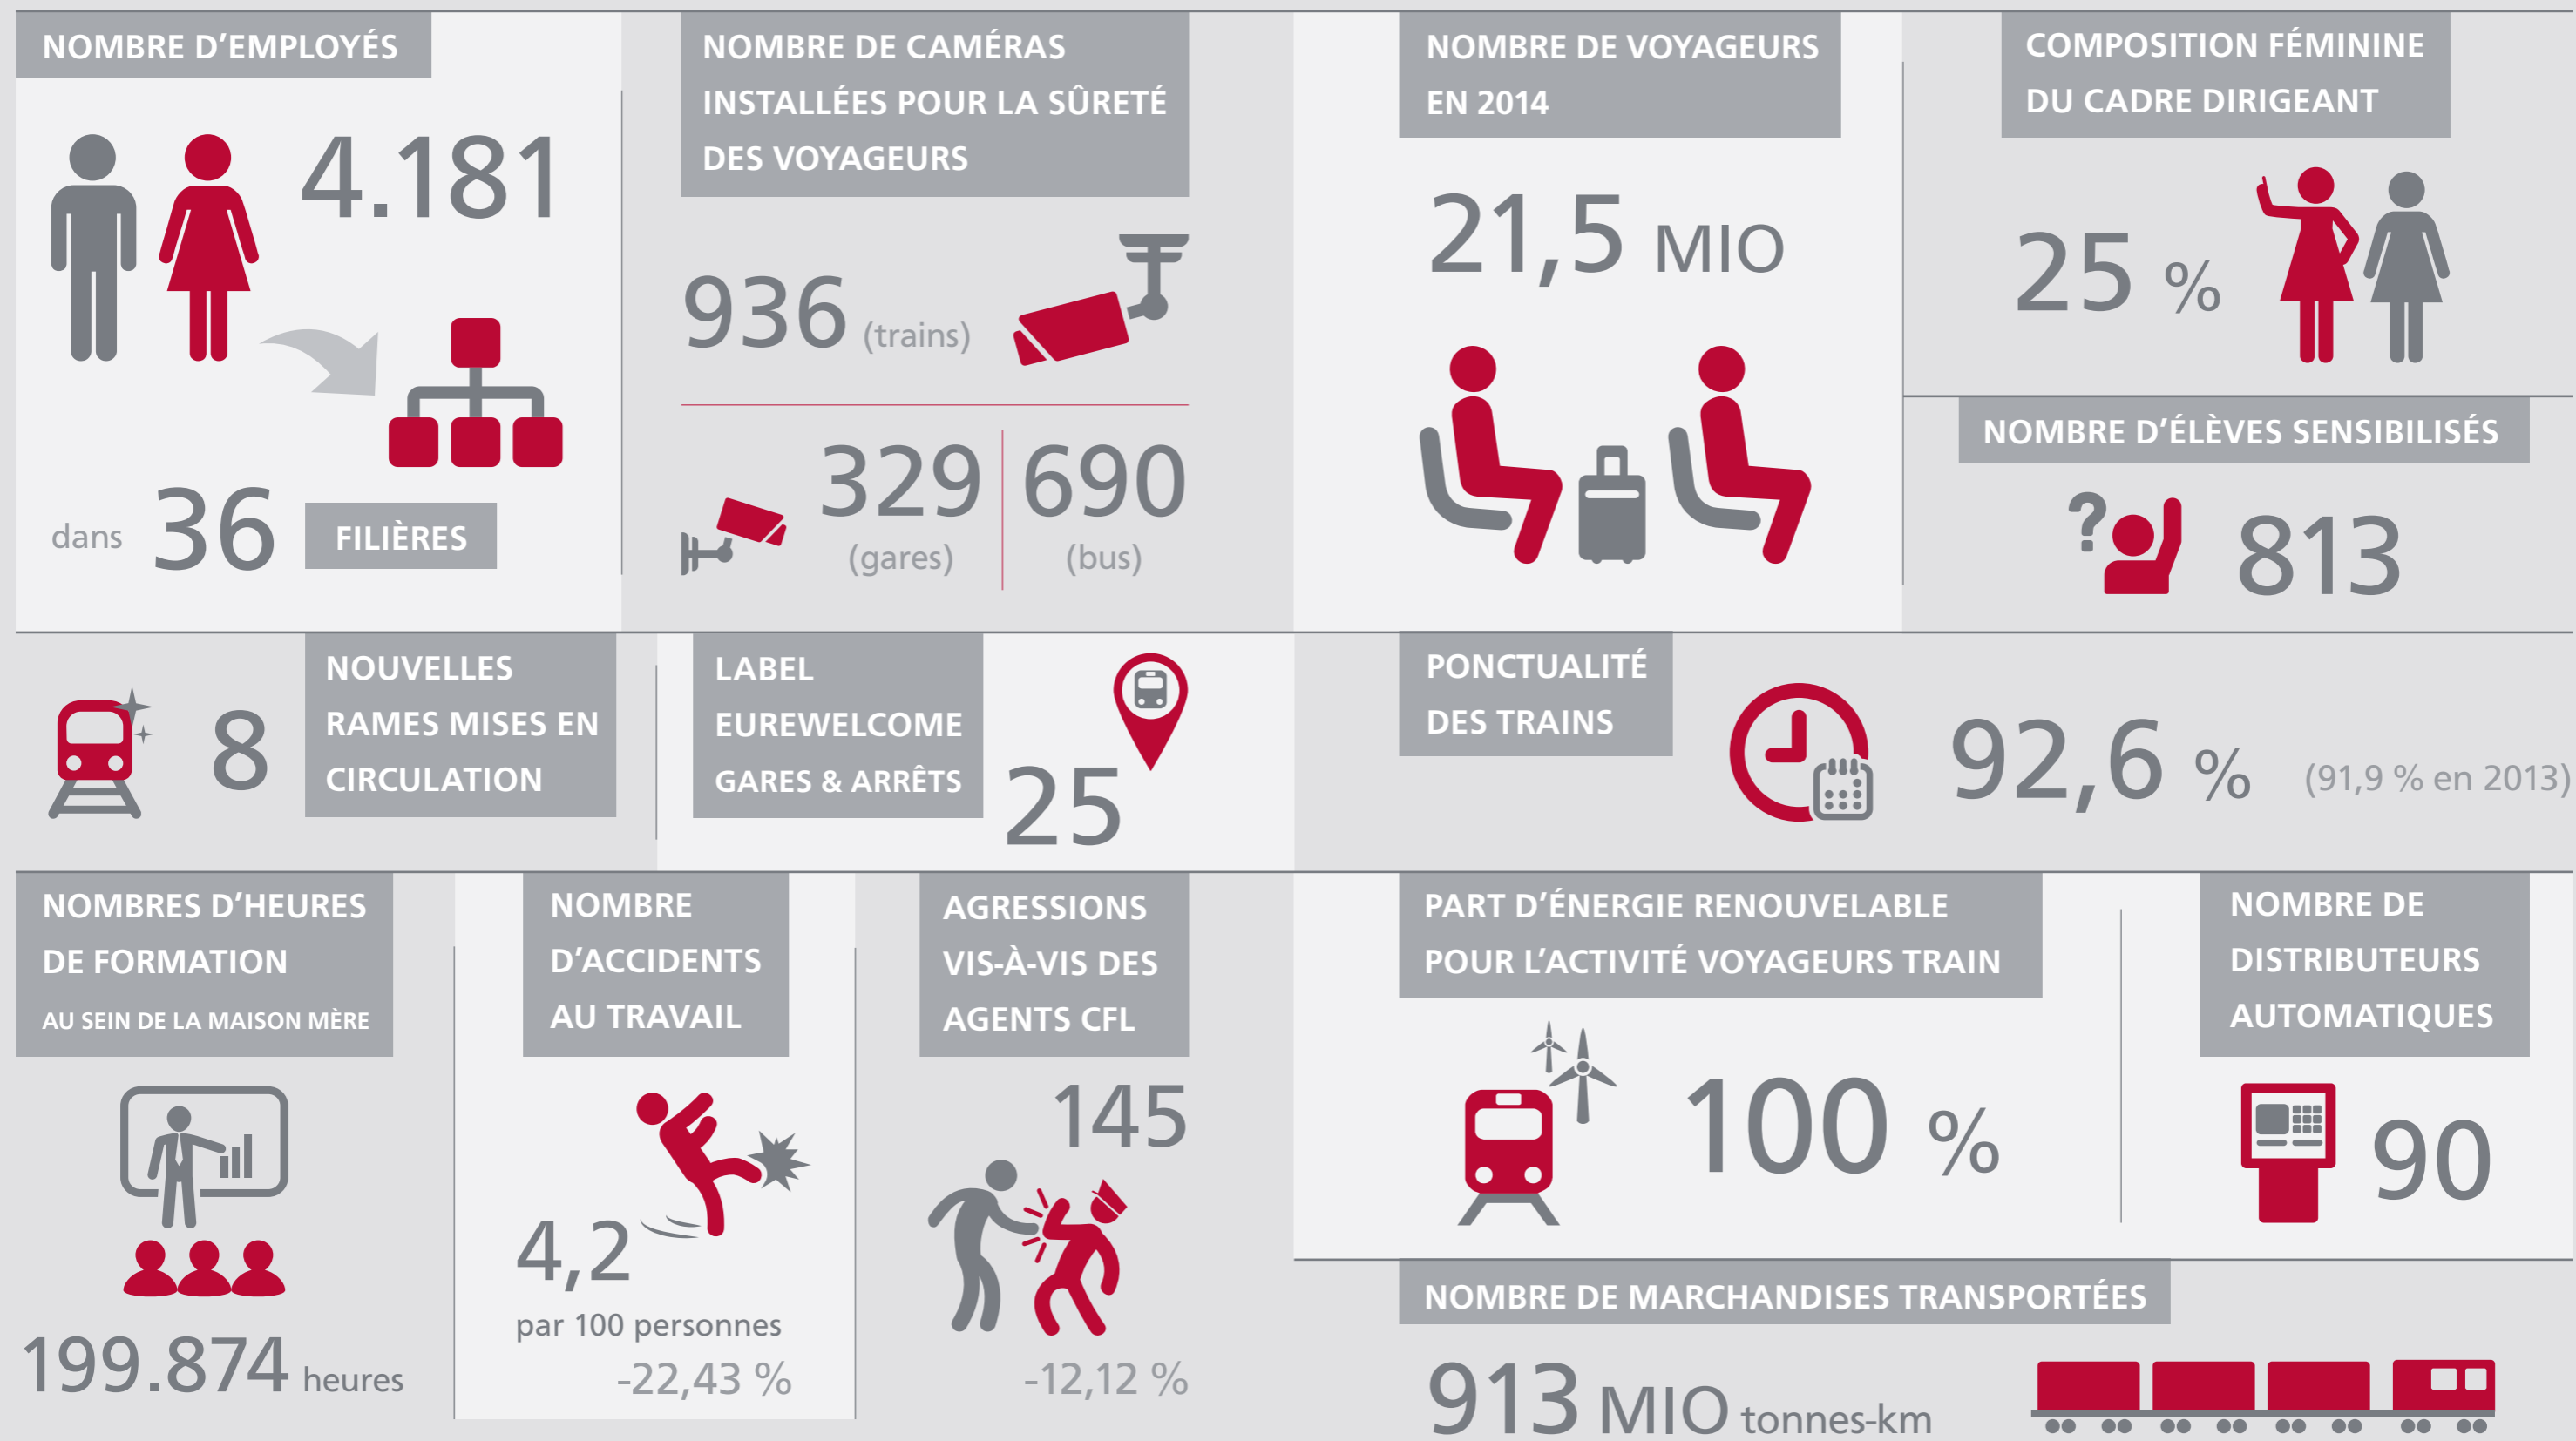 NOMBRE D'EMPLOYÉS
4.181
dans 36 FILIÈRES
NOMBRE DE CAMÉRAS
INSTALLÉES POUR LA SÛRETÉ
DES VOYAGEURS
936 (trains)
329
(gares)
690
(bus)
NOMBRE DE VOYAGEURS
EN 2014
21,5 MIO
COMPOSITION FÉMININE
DU CADRE DIRIGEANT
25 %
NOMBRE D'ÉLÈVES SENSIBILISÉS
?
813
8
NOUVELLES
RAMES MISES EN
CIRCULATION
LABEL
EUREWELCOME
GARES & ARRÊTS
25
PONCTUALITÉ
DES TRAINS
92,6 % (91,9 % en 2013)
NOMBRES D'HEURES
DE FORMATION
AU SEIN DE LA MAISON MÈRE
199.874 heures
NOMBRE
D'ACCIDENTS
AU TRAVAIL
4,2
par 100 personnes
-22,43 %
AGRESSIONS
VIS-À-VIS DES
AGENTS CFL
145
-12,12 %
PART D'ÉNERGIE RENOUVELABLE
POUR L'ACTIVITÉ VOYAGEURS TRAIN
100 %
NOMBRE DE
DISTRIBUTEURS
AUTOMATIQUES
90
NOMBRE DE MARCHANDISES TRANSPORTÉES
913 MIO tonnes-km